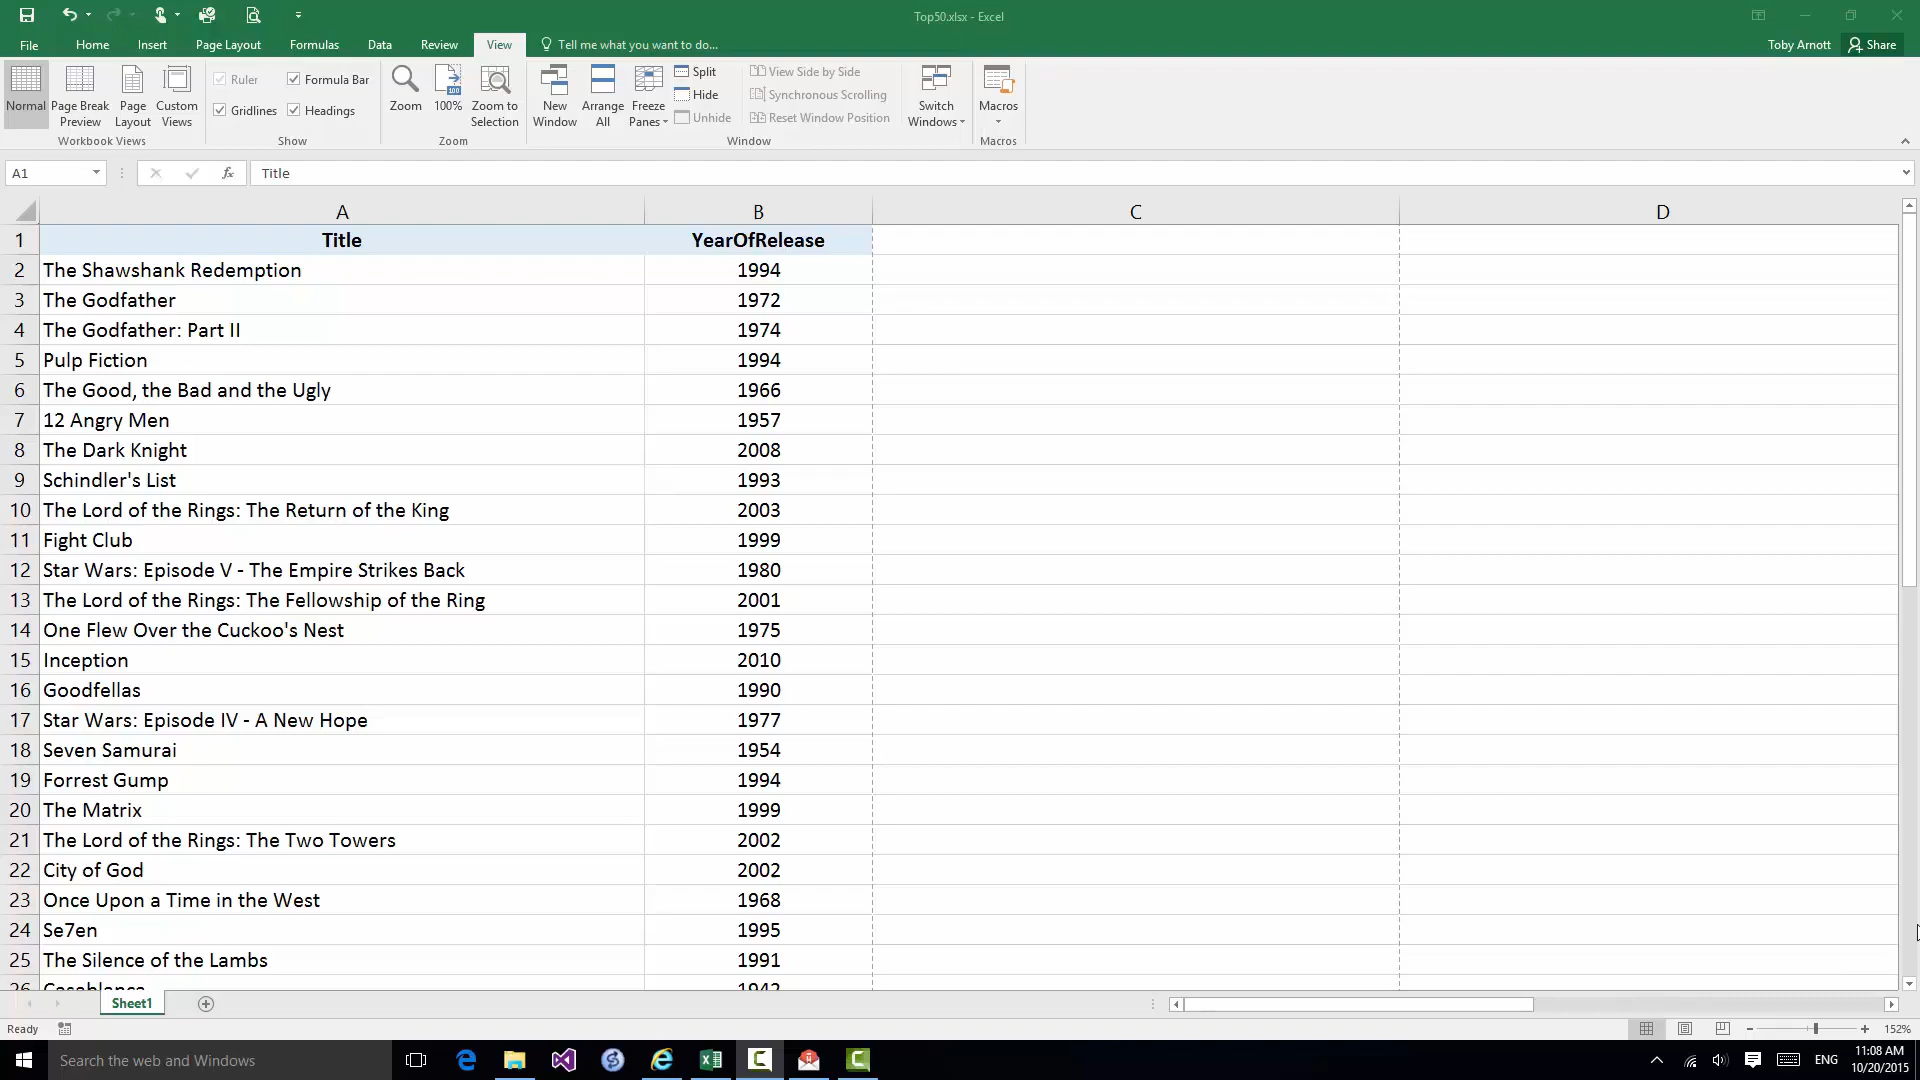 Top50.xlsx - Excel
File Home Insert Page Layout Formulas Data Review View Tell me what you want to do... Toby Arnott Share
Normal
Page Break Preview
Page Layout
Custom Views
Workbook Views
Ruler
Formula Bar
Gridlines
Headings
Show
Zoom
100
100%
Zoom to Selection
Zoom
New Window
Arrange All
Freeze Panes
Split
Hide
Unhide
View Side by Side
Synchronous Scrolling
Reset Window Position
Switch Windows
Window
Macros
Macros
A1 fx Title
A B C D
1 Title YearOfRelease
2 The Shawshank Redemption 1994
3 The Godfather 1972
4 The Godfather: Part II 1974
5 Pulp Fiction 1994
6 The Good, the Bad and the Ugly 1966
7 12 Angry Men 1957
8 The Dark Knight 2008
9 Schindler's List 1993
10 The Lord of the Rings: The Return of the King 2003
11 Fight Club 1999
12 Star Wars: Episode V - The Empire Strikes Back 1980
13 The Lord of the Rings: The Fellowship of the Ring 2001
14 One Flew Over the Cuckoo's Nest 1975
15 Inception 2010
16 Goodfellas 1990
17 Star Wars: Episode IV - A New Hope 1977
18 Seven Samurai 1954
19 Forrest Gump 1994
20 The Matrix 1999
21 The Lord of the Rings: The Two Towers 2002
22 City of God 2002
23 Once Upon a Time in the West 1968
24 Se7en 1995
25 The Silence of the Lambs 1991
26 Casablanca 1942
Sheet1
Ready 152%
Search the web and Windows
ENG
11:08 AM
10/20/2015